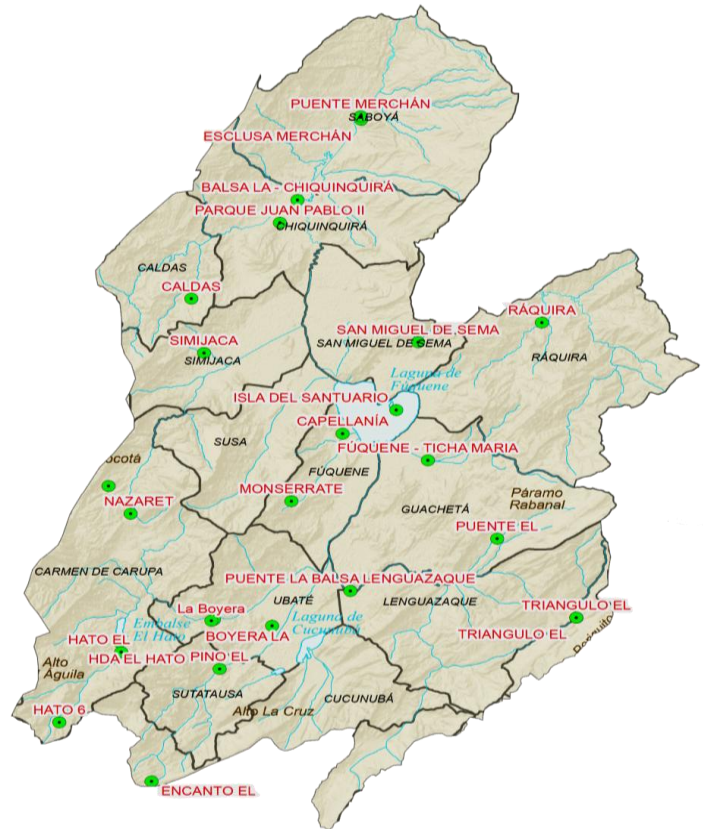 PUENTE MERCHÁN
SABOYÁ
ESCLUSA MERCHÁN
BALSA LA - CHIQUINQUIRÁ
PARQUE JUAN PABLO II
CHIQUINQUIRÁ
CALDAS
CALDAS
RÁQUIRA
SAN MIGUEL DE SEMA
SIMIJACA
SAN MIGUEL DE SEMA
SIMIJACA
RÁQUIRA
Laguna de
Fúquene
ISLA DEL SANTUARIO
CAPELLANÍA
SUSA
FÚQUENE - TICHA MARIA
FÚQUENE
MONSERRATE
NAZARET
GUACHETÁ
Páramo
Rabanal
PUENTE EL
CARMEN DE CARUPA
PUENTE LA BALSA LENGUAZAQUE
UBATÉ
LENGUAZAQUE
La Boyera
TRIANGULO EL
Laguna de
Cucunubá
Embalse
El Hato
BOYERA LA
TRIANGULO EL
HATO EL
HDA EL HATO
PINO EL
Alto
Águila
SUTATAUSA
CUCUNUBÁ
Alto La Cruz
HATO 6
ENCANTO EL